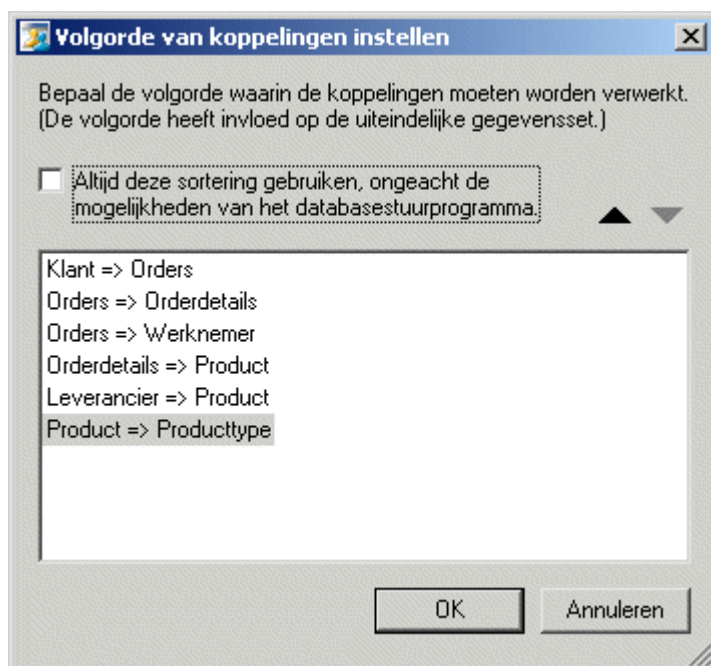 Volgorde van koppelingen instellen
Bepaal de volgorde waarin de koppelingen moeten worden verwerkt.
(De volgorde heeft invloed op de uiteindelijke gegevensset.)
Altijd deze sortering gebruiken, ongeacht de
mogelijkheden van het databasestuurprogramma.
Klant => Orders
Orders => Orderdetails
Orders => Werknemer
Orderdetails => Product
Leverancier => Product
Product => Producttype
OK
Annuleren